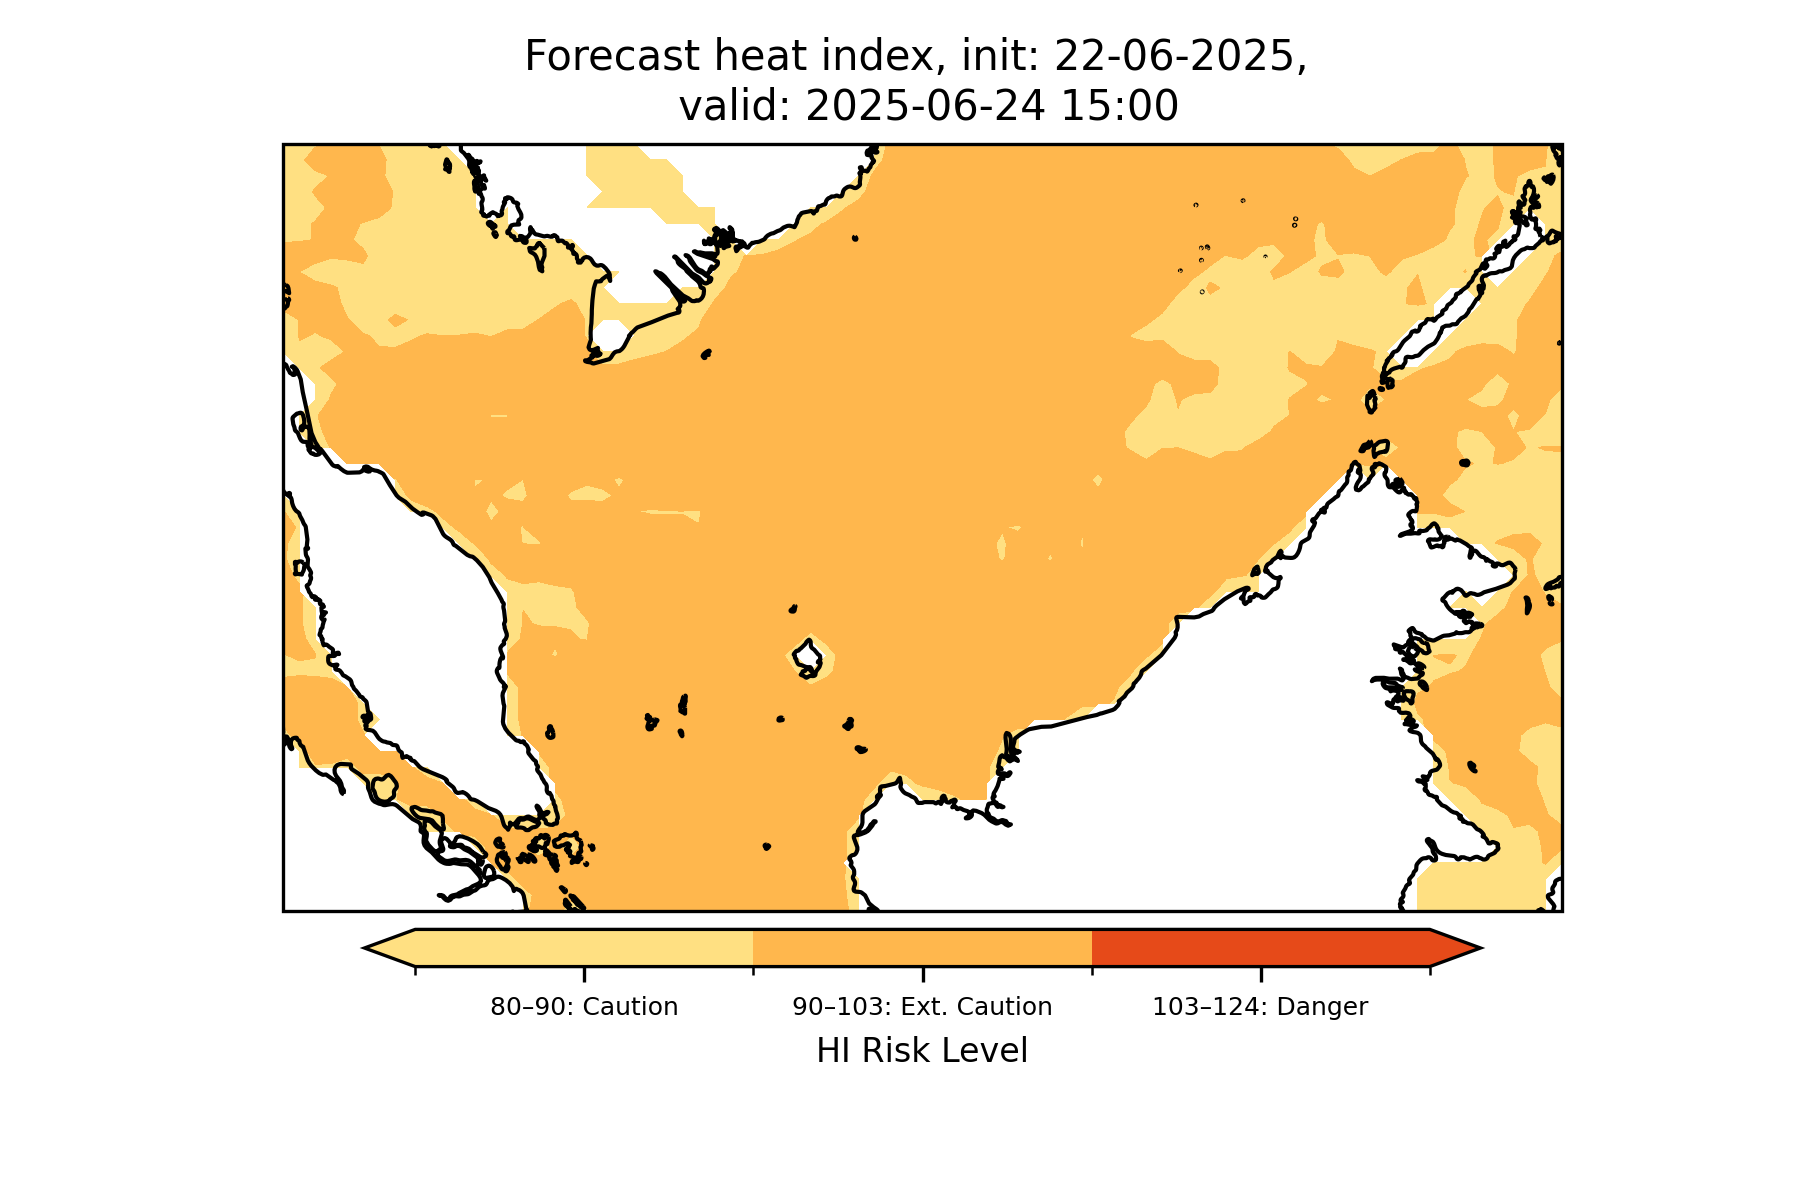 Forecast heat index, init: 22-06-2025,
valid: 2025-06-24 15:00
80–90: Caution
90–103: Ext. Caution
103–124: Danger
HI Risk Level